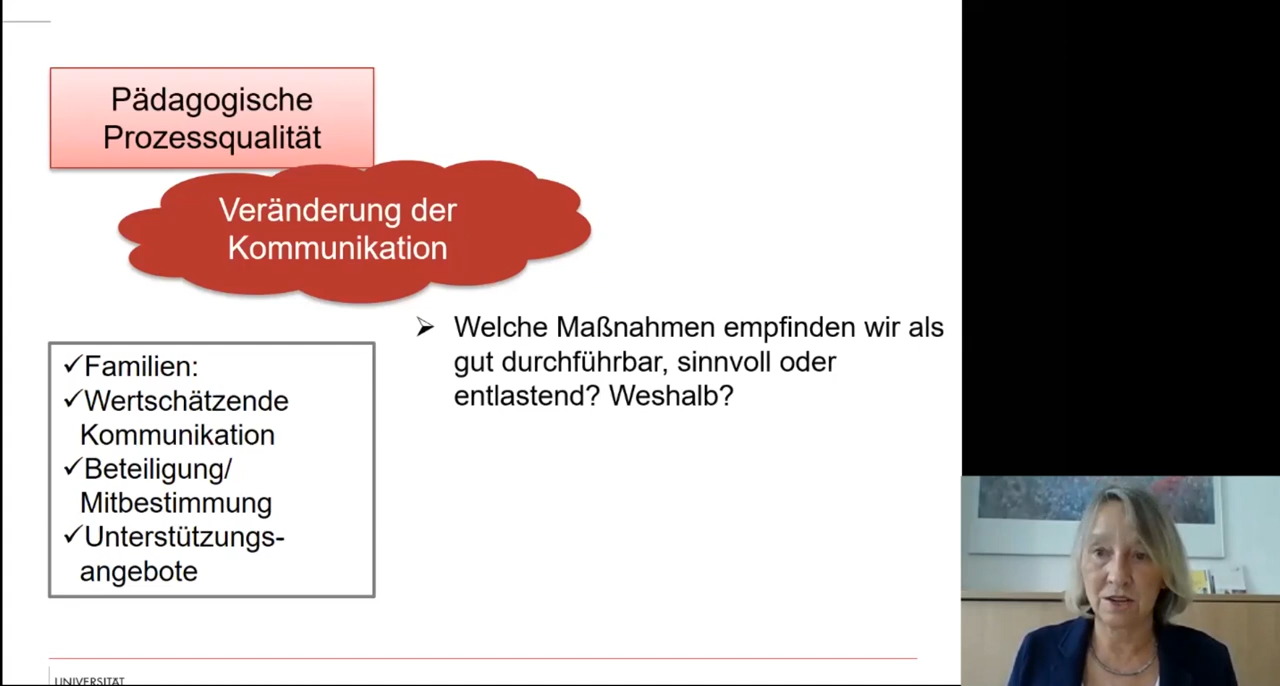 Pädagogische
Prozessqualität
Veränderung der
Kommunikation
➢ Welche Maßnahmen empfinden wir als
gut durchführbar, sinnvoll oder
entlastend? Weshalb?
✓Familien:
✓Wertschätzende
Kommunikation
✓Beteiligung/
Mitbestimmung
✓Unterstützungs-
angebote
UNIVERSITÄT